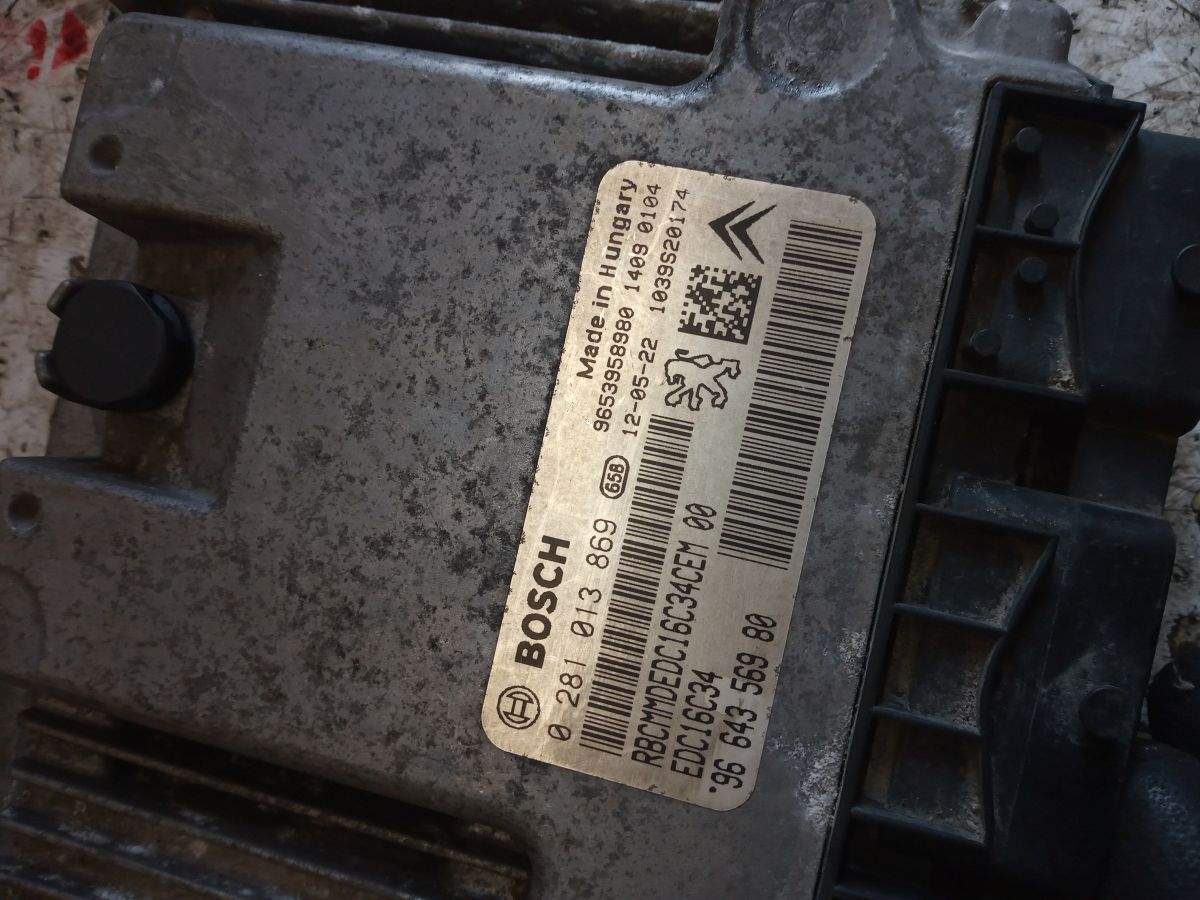 Made in Hungary
9653958980 1409 0104
12-05-22 1039S20174
BOSCH
0 281 013 869
658
RBCMMDEDC16C34CEM 00
EDC16C34
96 643 569 80